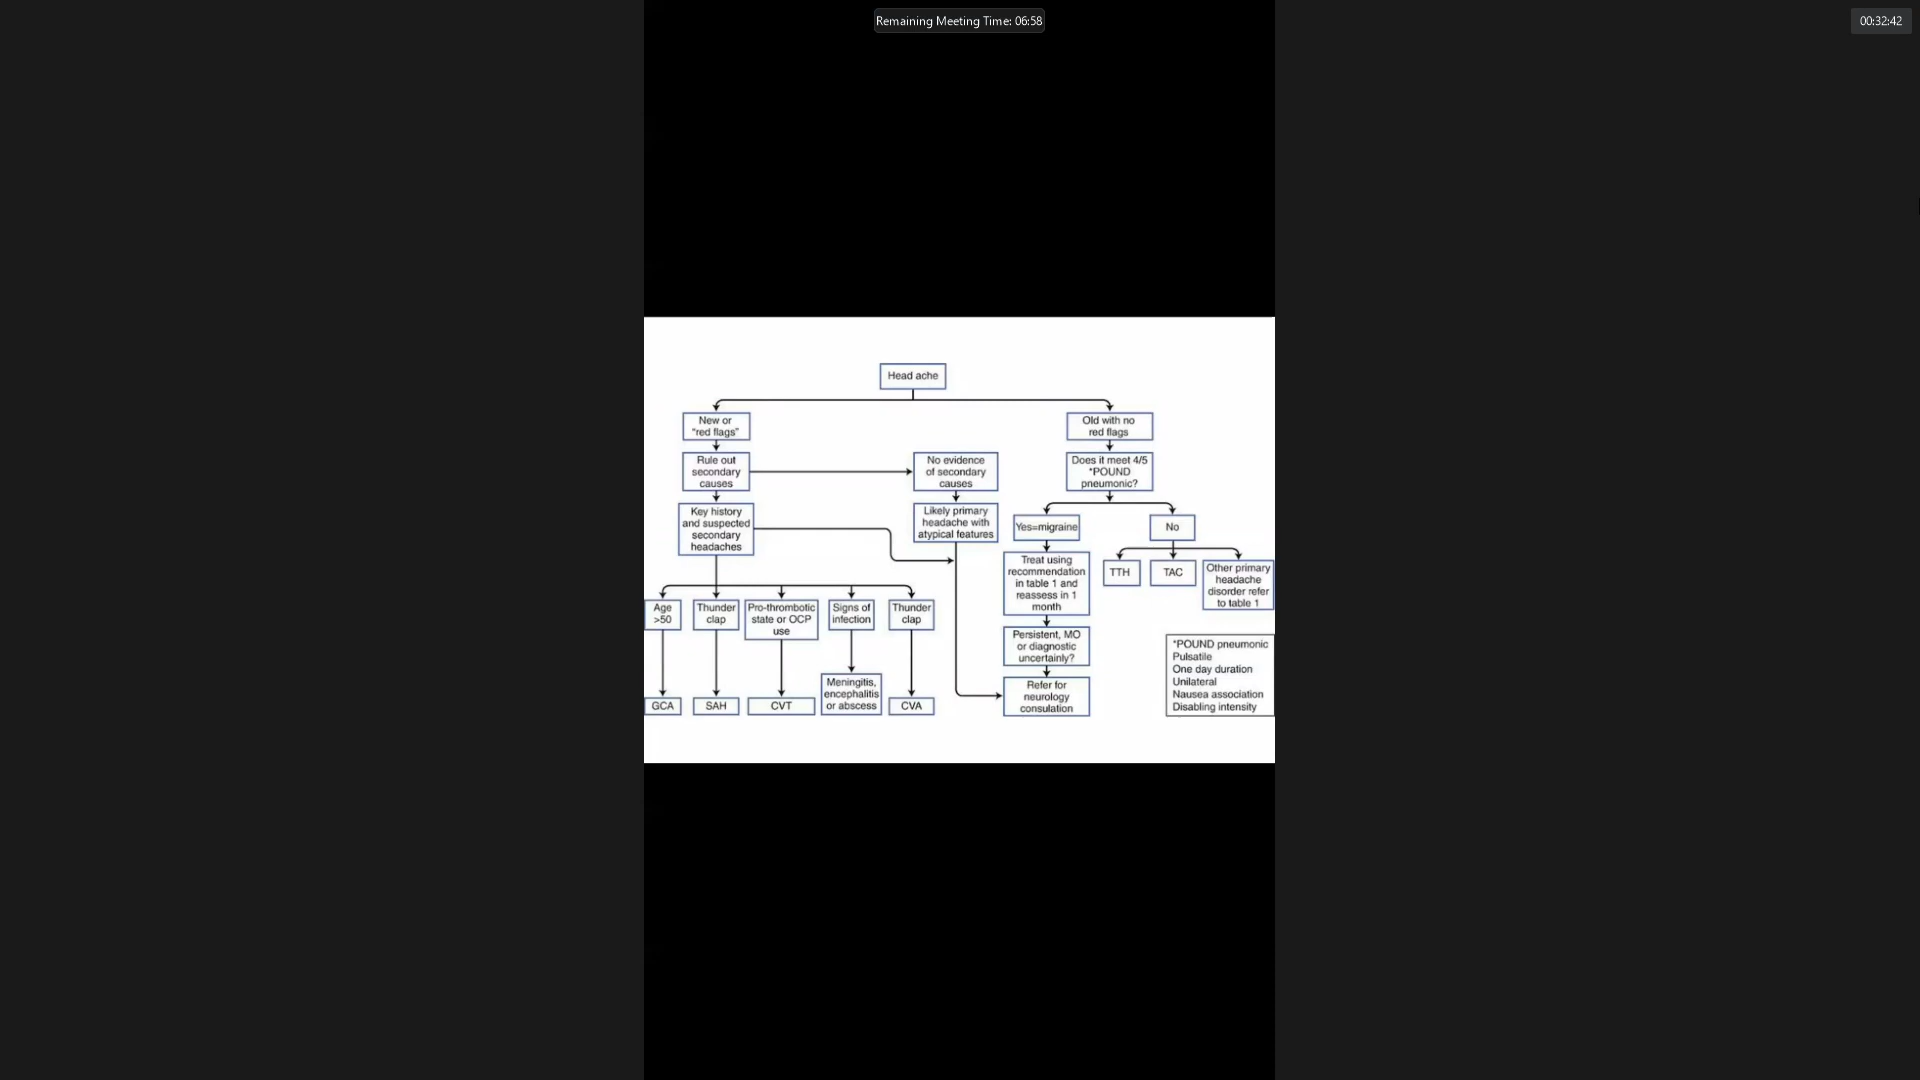 Remaining Meeting Time: 06:58
00:32:42
Head ache
New or
"red flags"
Old with no
red flags
Rule out
secondary
causes
No evidence
of secondary
causes
Does it meet 4/5
*POUND
pneumonic?
Key history
and suspected
secondary
headaches
Likely primary
headache with
atypical features
Yes=migraine
No
Treat using
recommendation
in table 1 and
reassess in 1
month
TTH
TAC
Other primary
headache
disorder refer
to table 1
Age
>50
Thunder
clap
Pro-thrombotic
state or OCP
use
Signs of
infection
Thunder
clap
Persistent, MO
or diagnostic
uncertainly?
*POUND pneumonic
Pulsatile
One day duration
Unilateral
Nausea association
Disabling intensity
GCA
SAH
CVT
Meningitis,
encephalitis
or abscess
CVA
Refer for
neurology
consulation